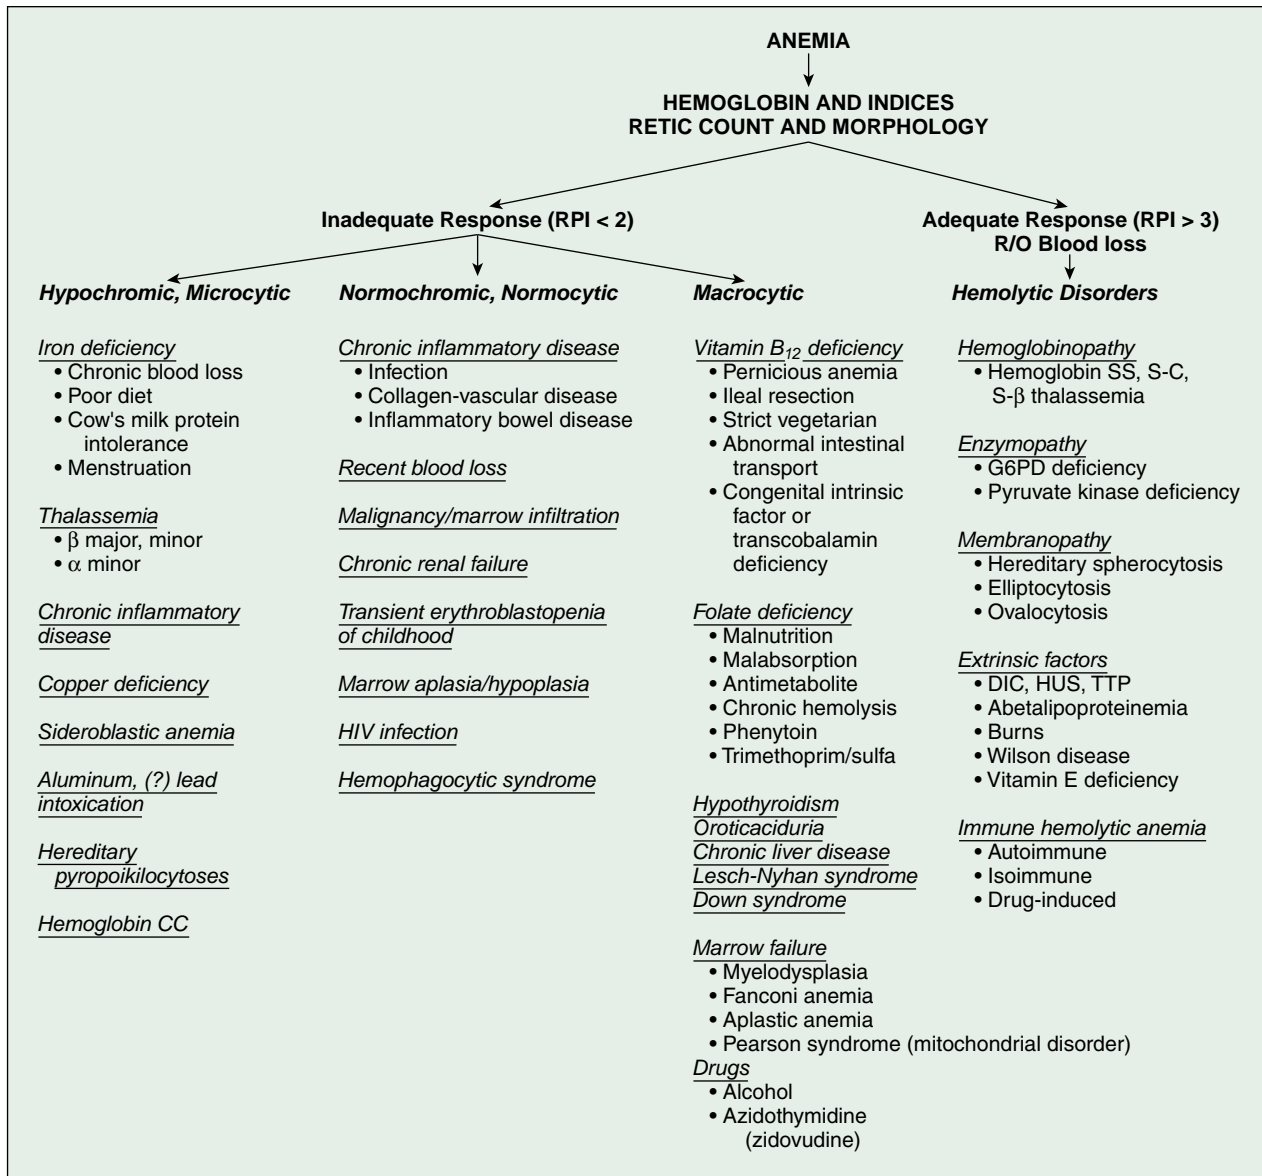 ANEMIA
HEMOGLOBIN AND INDICES
RETIC COUNT AND MORPHOLOGY
Inadequate Response (RPI < 2)
Adequate Response (RPI > 3)
R/O Blood loss
Hypochromic, Microcytic
Iron deficiency
• Chronic blood loss
• Poor diet
• Cow's milk protein
intolerance
• Menstruation
Thalassemia
• β major, minor
• α minor
Chronic inflammatory
disease
Copper deficiency
Sideroblastic anemia
Aluminum, (?) lead
intoxication
Hereditary
pyropoikilocytoses
Hemoglobin CC
Normochromic, Normocytic
Chronic inflammatory disease
• Infection
• Collagen-vascular disease
• Inflammatory bowel disease
Recent blood loss
Malignancy/marrow infiltration
Chronic renal failure
Transient erythroblastopenia
of childhood
Marrow aplasia/hypoplasia
HIV infection
Hemophagocytic syndrome
Macrocytic
Vitamin B12 deficiency
• Pernicious anemia
• Ileal resection
• Strict vegetarian
• Abnormal intestinal
transport
• Congenital intrinsic
factor or
transcobalamin
deficiency
Folate deficiency
• Malnutrition
• Malabsorption
• Antimetabolite
• Chronic hemolysis
• Phenytoin
• Trimethoprim/sulfa
Hypothyroidism
Oroticaciduria
Chronic liver disease
Lesch-Nyhan syndrome
Down syndrome
Marrow failure
• Myelodysplasia
• Fanconi anemia
• Aplastic anemia
• Pearson syndrome (mitochondrial disorder)
Drugs
• Alcohol
• Azidothymidine
(zidovudine)
Hemolytic Disorders
Hemoglobinopathy
• Hemoglobin SS, S-C,
S-β thalassemia
Enzymopathy
• G6PD deficiency
• Pyruvate kinase deficiency
Membranopathy
• Hereditary spherocytosis
• Elliptocytosis
• Ovalocytosis
Extrinsic factors
• DIC, HUS, TTP
• Abetalipoproteinemia
• Burns
• Wilson disease
• Vitamin E deficiency
Immune hemolytic anemia
• Autoimmune
• Isoimmune
• Drug-induced